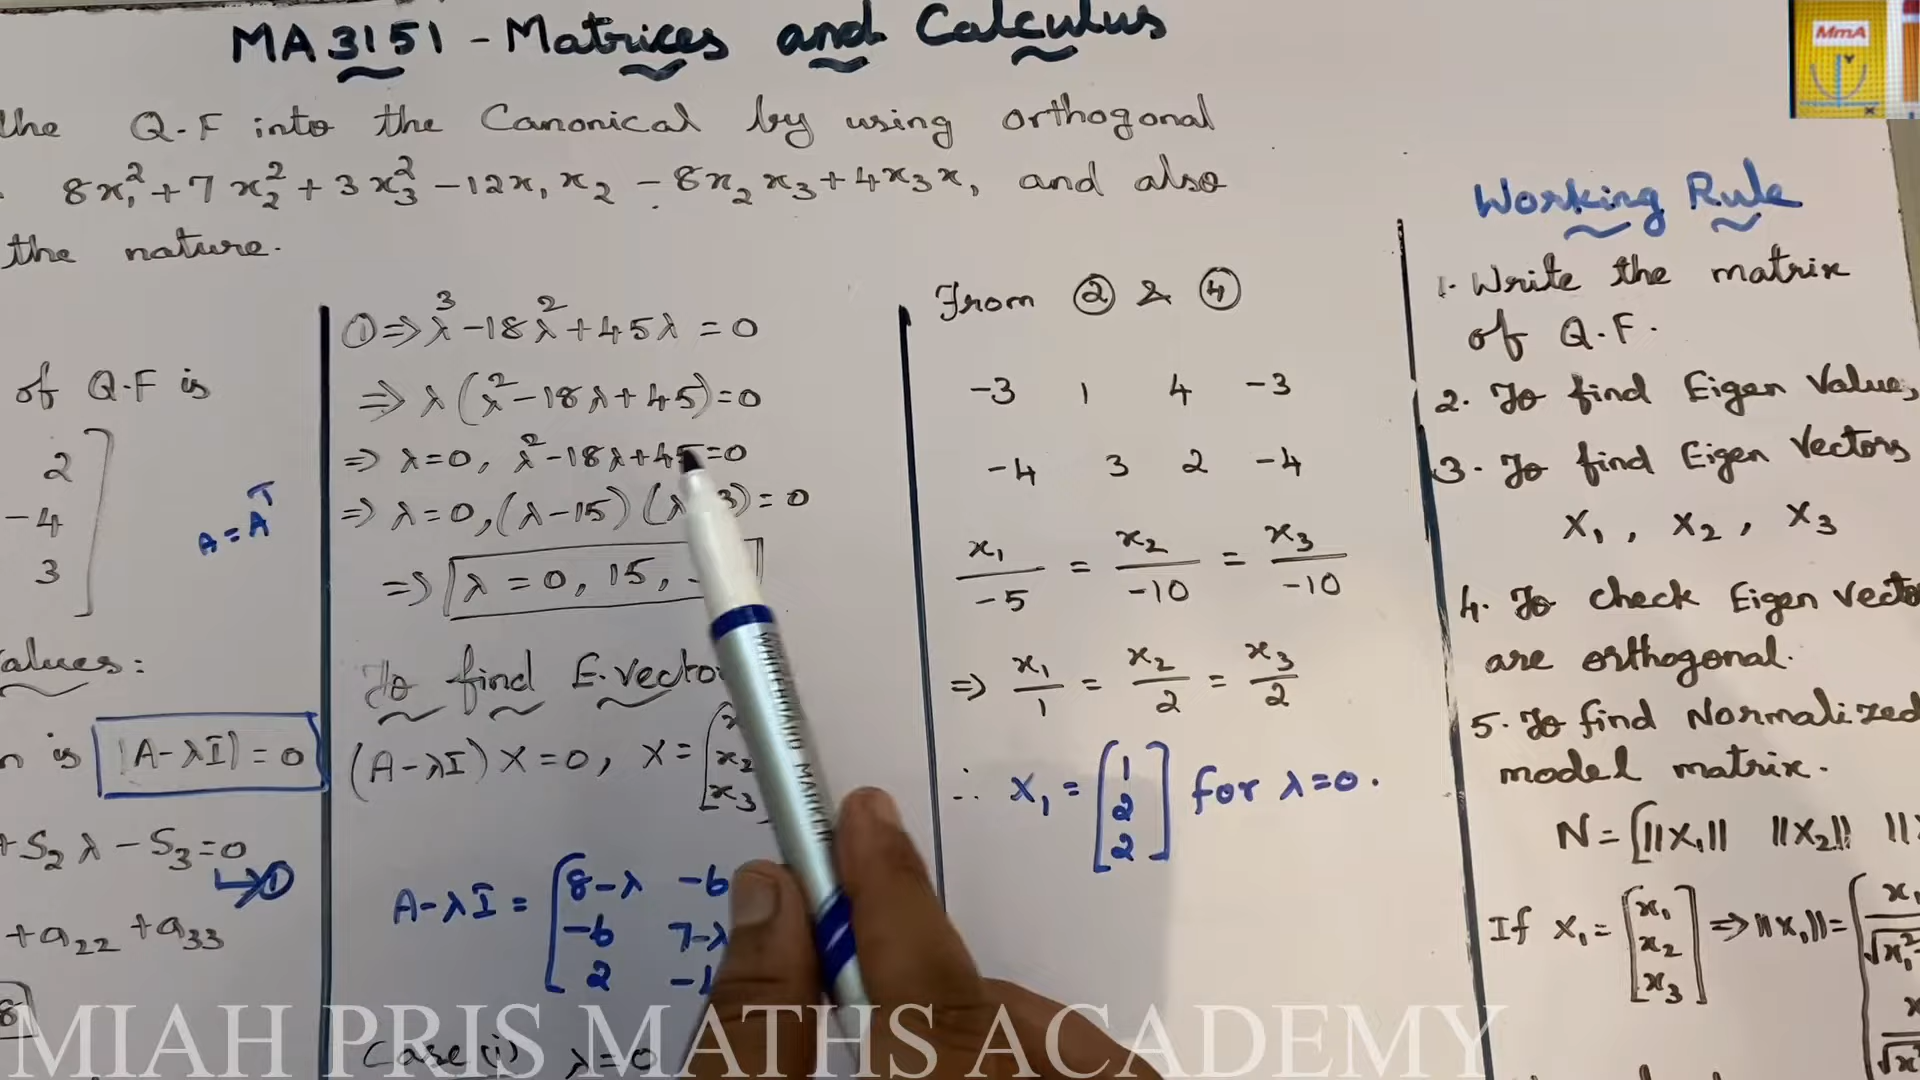 MA3151 - Matrices and Calculus
MmA
Y
X
the Q.F into the Canonical by using orthogonal
8x₁² + 7x₂² + 3x₃² - 12x₁x₂ - 8x₂x₃ + 4x₃x₁ and also
the nature.
of Q.F is
2
-4
3
A = Aᵀ
alues:
n is |A-λI| = 0
+S₂λ - S₃ = 0
→ ①
+a₂₂ + a₃₃
8
① ⇒ λ³ - 18λ² + 45λ = 0
⇒ λ(λ² - 18λ + 45) = 0
⇒ λ = 0, λ² - 18λ + 45 = 0
⇒ λ = 0, (λ-15) (λ 3) = 0
⇒ λ = 0, 15,
To find E.vecto
(A-λI) X = 0, X = [ x₂ x₃
A-λI = [ 8-λ -6
-6 7-λ
2 -
Case (i) λ = 0
From ② & ④
-3 1 4 -3
-4 3 2 -4
x₁/-5 = x₂/-10 = x₃/-10
⇒ x₁/1 = x₂/2 = x₃/2
∴ X₁ = [1 2 2] for λ=0.
Working Rule
1. Write the matrix
of Q.F.
2. To find Eigen Values
3. To find Eigen Vectors
X₁, X₂, X₃
4. To check Eigen vecto
are orthogonal.
5. To find Normalized
model matrix.
N = [||X₁|| ||X₂|| ||
If X₁ = [x₁ x₂ x₃] ⇒ ||X₁|| = [ x₁/√x₁²
MIAH PRIS MATHS ACADEMY